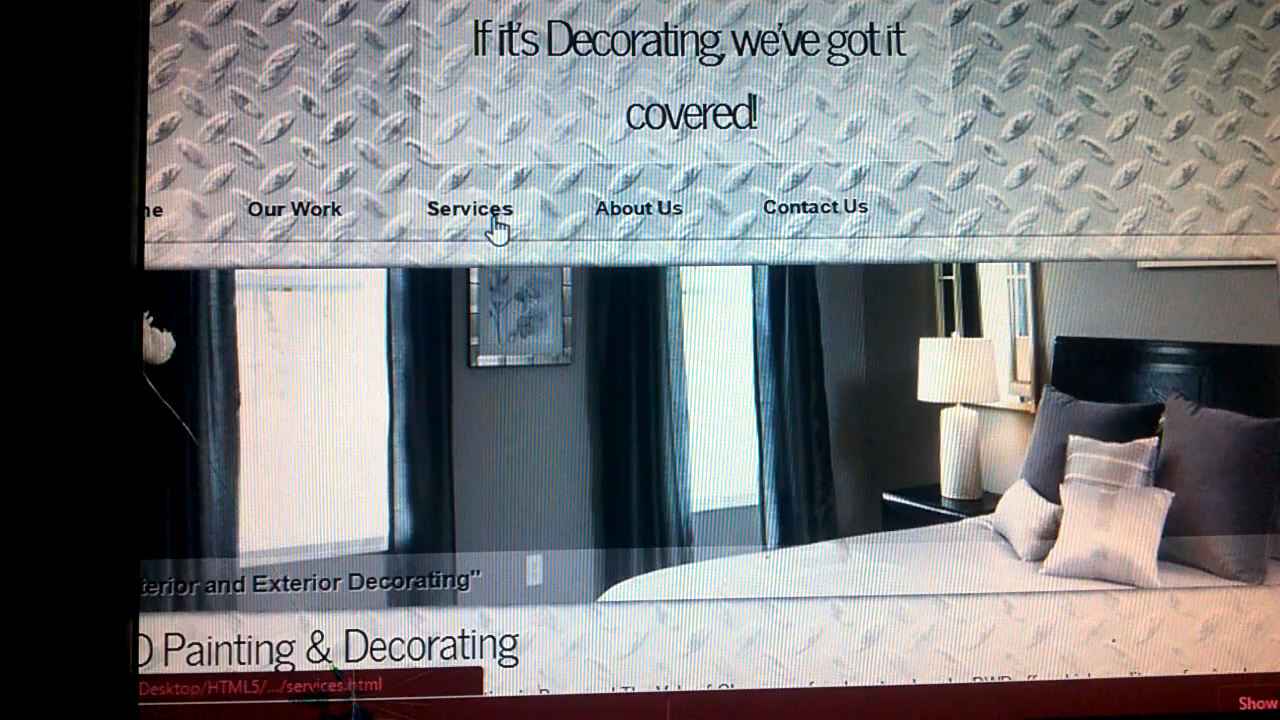 If it's Decorating, we've got it
covered!
Our Work Services About Us Contact Us
and Exterior Decorating"
Painting & Decorating
Desktop/HTML5/.../services.html
Show